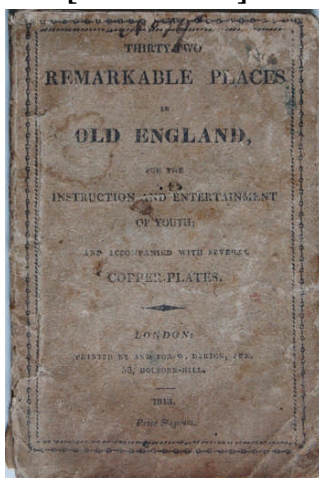 THIRTY-TWO
REMARKABLE PLACES
IN
OLD ENGLAND,
FOR THE
INSTRUCTION AND ENTERTAINMENT
OF YOUTH;
AND ACCOMPANIED WITH SEVERAL
COPPER-PLATES.
LONDON:
PRINTED BY AND FOR W. DARTON, JUN.
58, HOLBORN-HILL.
Price Sixpence.